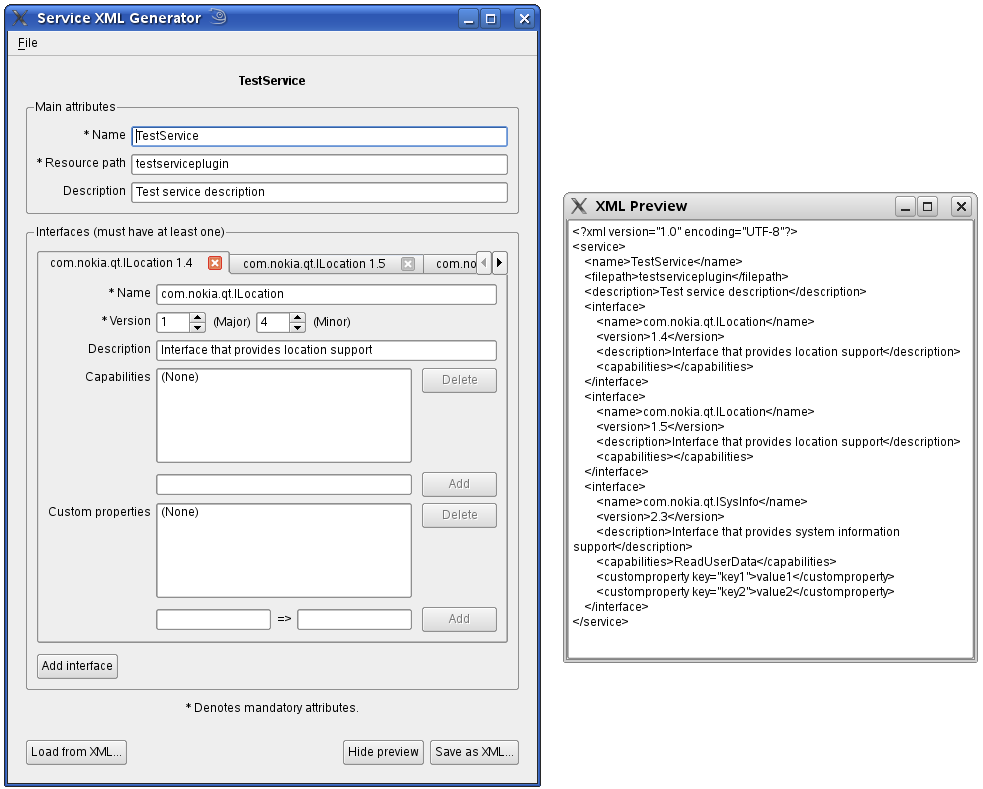 Service XML Generator
File
TestService
Main attributes
* Name TestService
* Resource path testserviceplugin
Description Test service description
Interfaces (must have at least one)
com.nokia.qt.ILocation 1.4 com.nokia.qt.ILocation 1.5 com.no
* Name com.nokia.qt.ILocation
* Version 1 (Major) 4 (Minor)
Description Interface that provides location support
Capabilities (None) Delete
Add
Custom properties (None) Delete
=> Add
Add interface
* Denotes mandatory attributes.
Load from XML... Hide preview Save as XML...
XML Preview
<?xml version="1.0" encoding="UTF-8"?>
<service>
<name>TestService</name>
<filepath>testserviceplugin</filepath>
<description>Test service description</description>
<interface>
<name>com.nokia.qt.ILocation</name>
<version>1.4</version>
<description>Interface that provides location support</description>
<capabilities></capabilities>
</interface>
<interface>
<name>com.nokia.qt.ILocation</name>
<version>1.5</version>
<description>Interface that provides location support</description>
<capabilities></capabilities>
</interface>
<interface>
<name>com.nokia.qt.ISysInfo</name>
<version>2.3</version>
<description>Interface that provides system information
support</description>
<capabilities>ReadUserData</capabilities>
<customproperty key="key1">value1</customproperty>
<customproperty key="key2">value2</customproperty>
</interface>
</service>